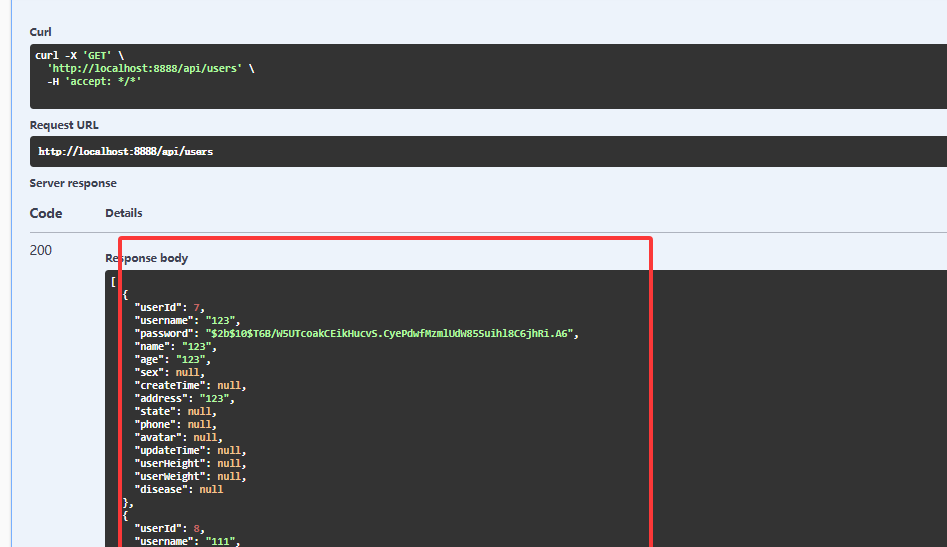 Curl
curl -X 'GET' \
'http://localhost:8888/api/users' \
-H 'accept: */*'
Request URL
http://localhost:8888/api/users
Server response
Code Details
200
Response body
[
{
"userId": 7,
"username": "123",
"password": "$2b$10$T6B/W5UTcoakCEikHucvS.CyePdwfMzmlUdW855uihl8C6jhRi.A6",
"name": "123",
"age": "123",
"sex": null,
"createTime": null,
"address": "123",
"state": null,
"phone": null,
"avatar": null,
"updateTime": null,
"userHeight": null,
"userWeight": null,
"disease": null
},
{
"userId": 8,
"username": "111",